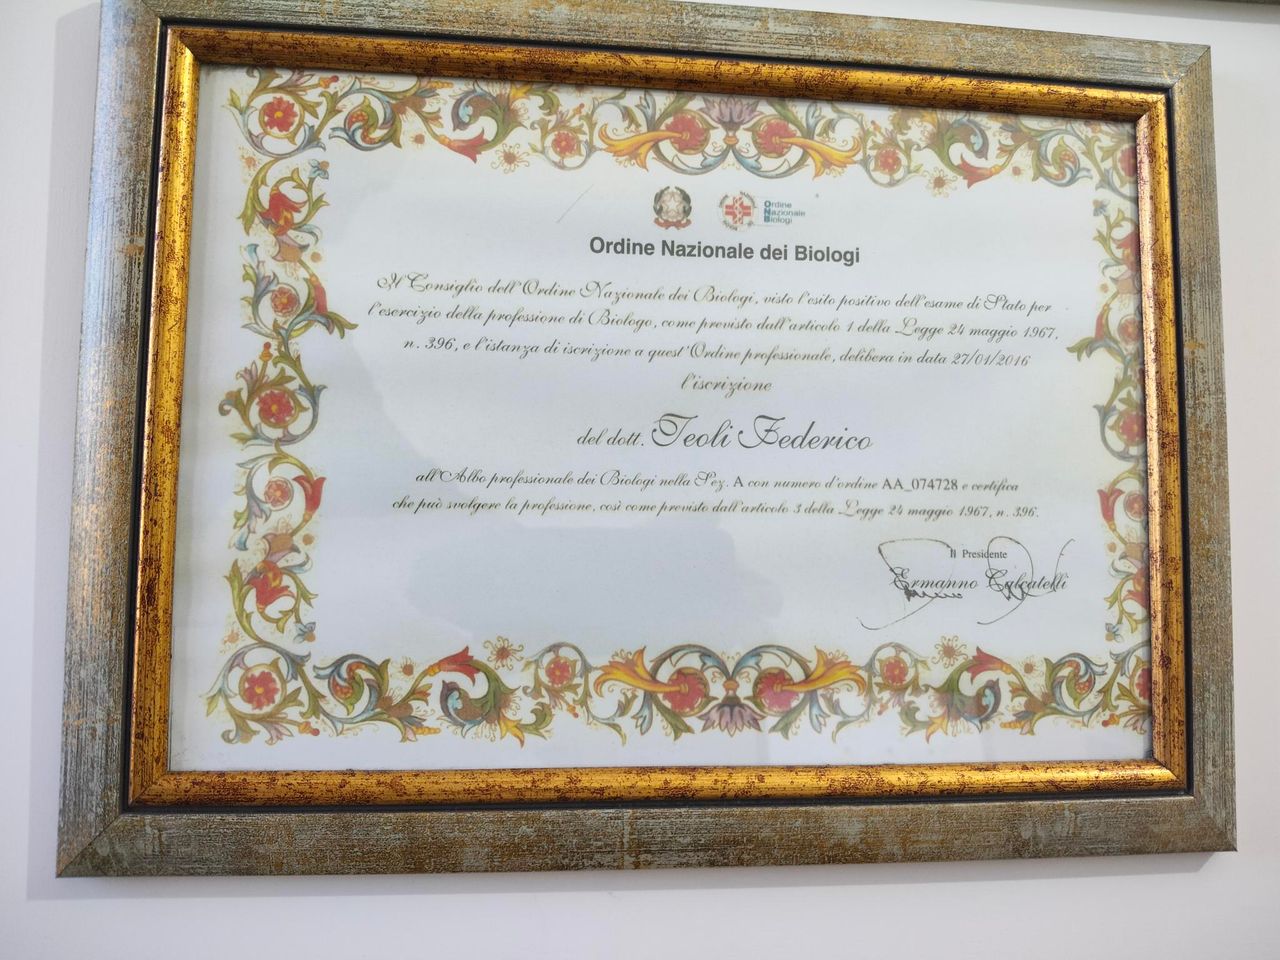 Ordine
Nazionale
Biologi
Ordine Nazionale dei Biologi
Il Consiglio dell'Ordine Nazionale dei Biologi, visto l'esito positivo dell'esame di Stato per
l'esercizio della professione di Biologo, come previsto dall'articolo 1 della Legge 24 maggio 1967,
n. 396, e l'istanza di iscrizione a quest'Ordine professionale, delibera in data 27/01/2016
l'iscrizione
del dott. Teoli Federico
all'Albo professionale dei Biologi nella Sez. A con numero d'ordine AA_074728 e certifica
che può svolgere la professione, così come previsto dall'articolo 3 della Legge 24 maggio 1967, n. 396.
Il Presidente
Ermanno Calcatelli